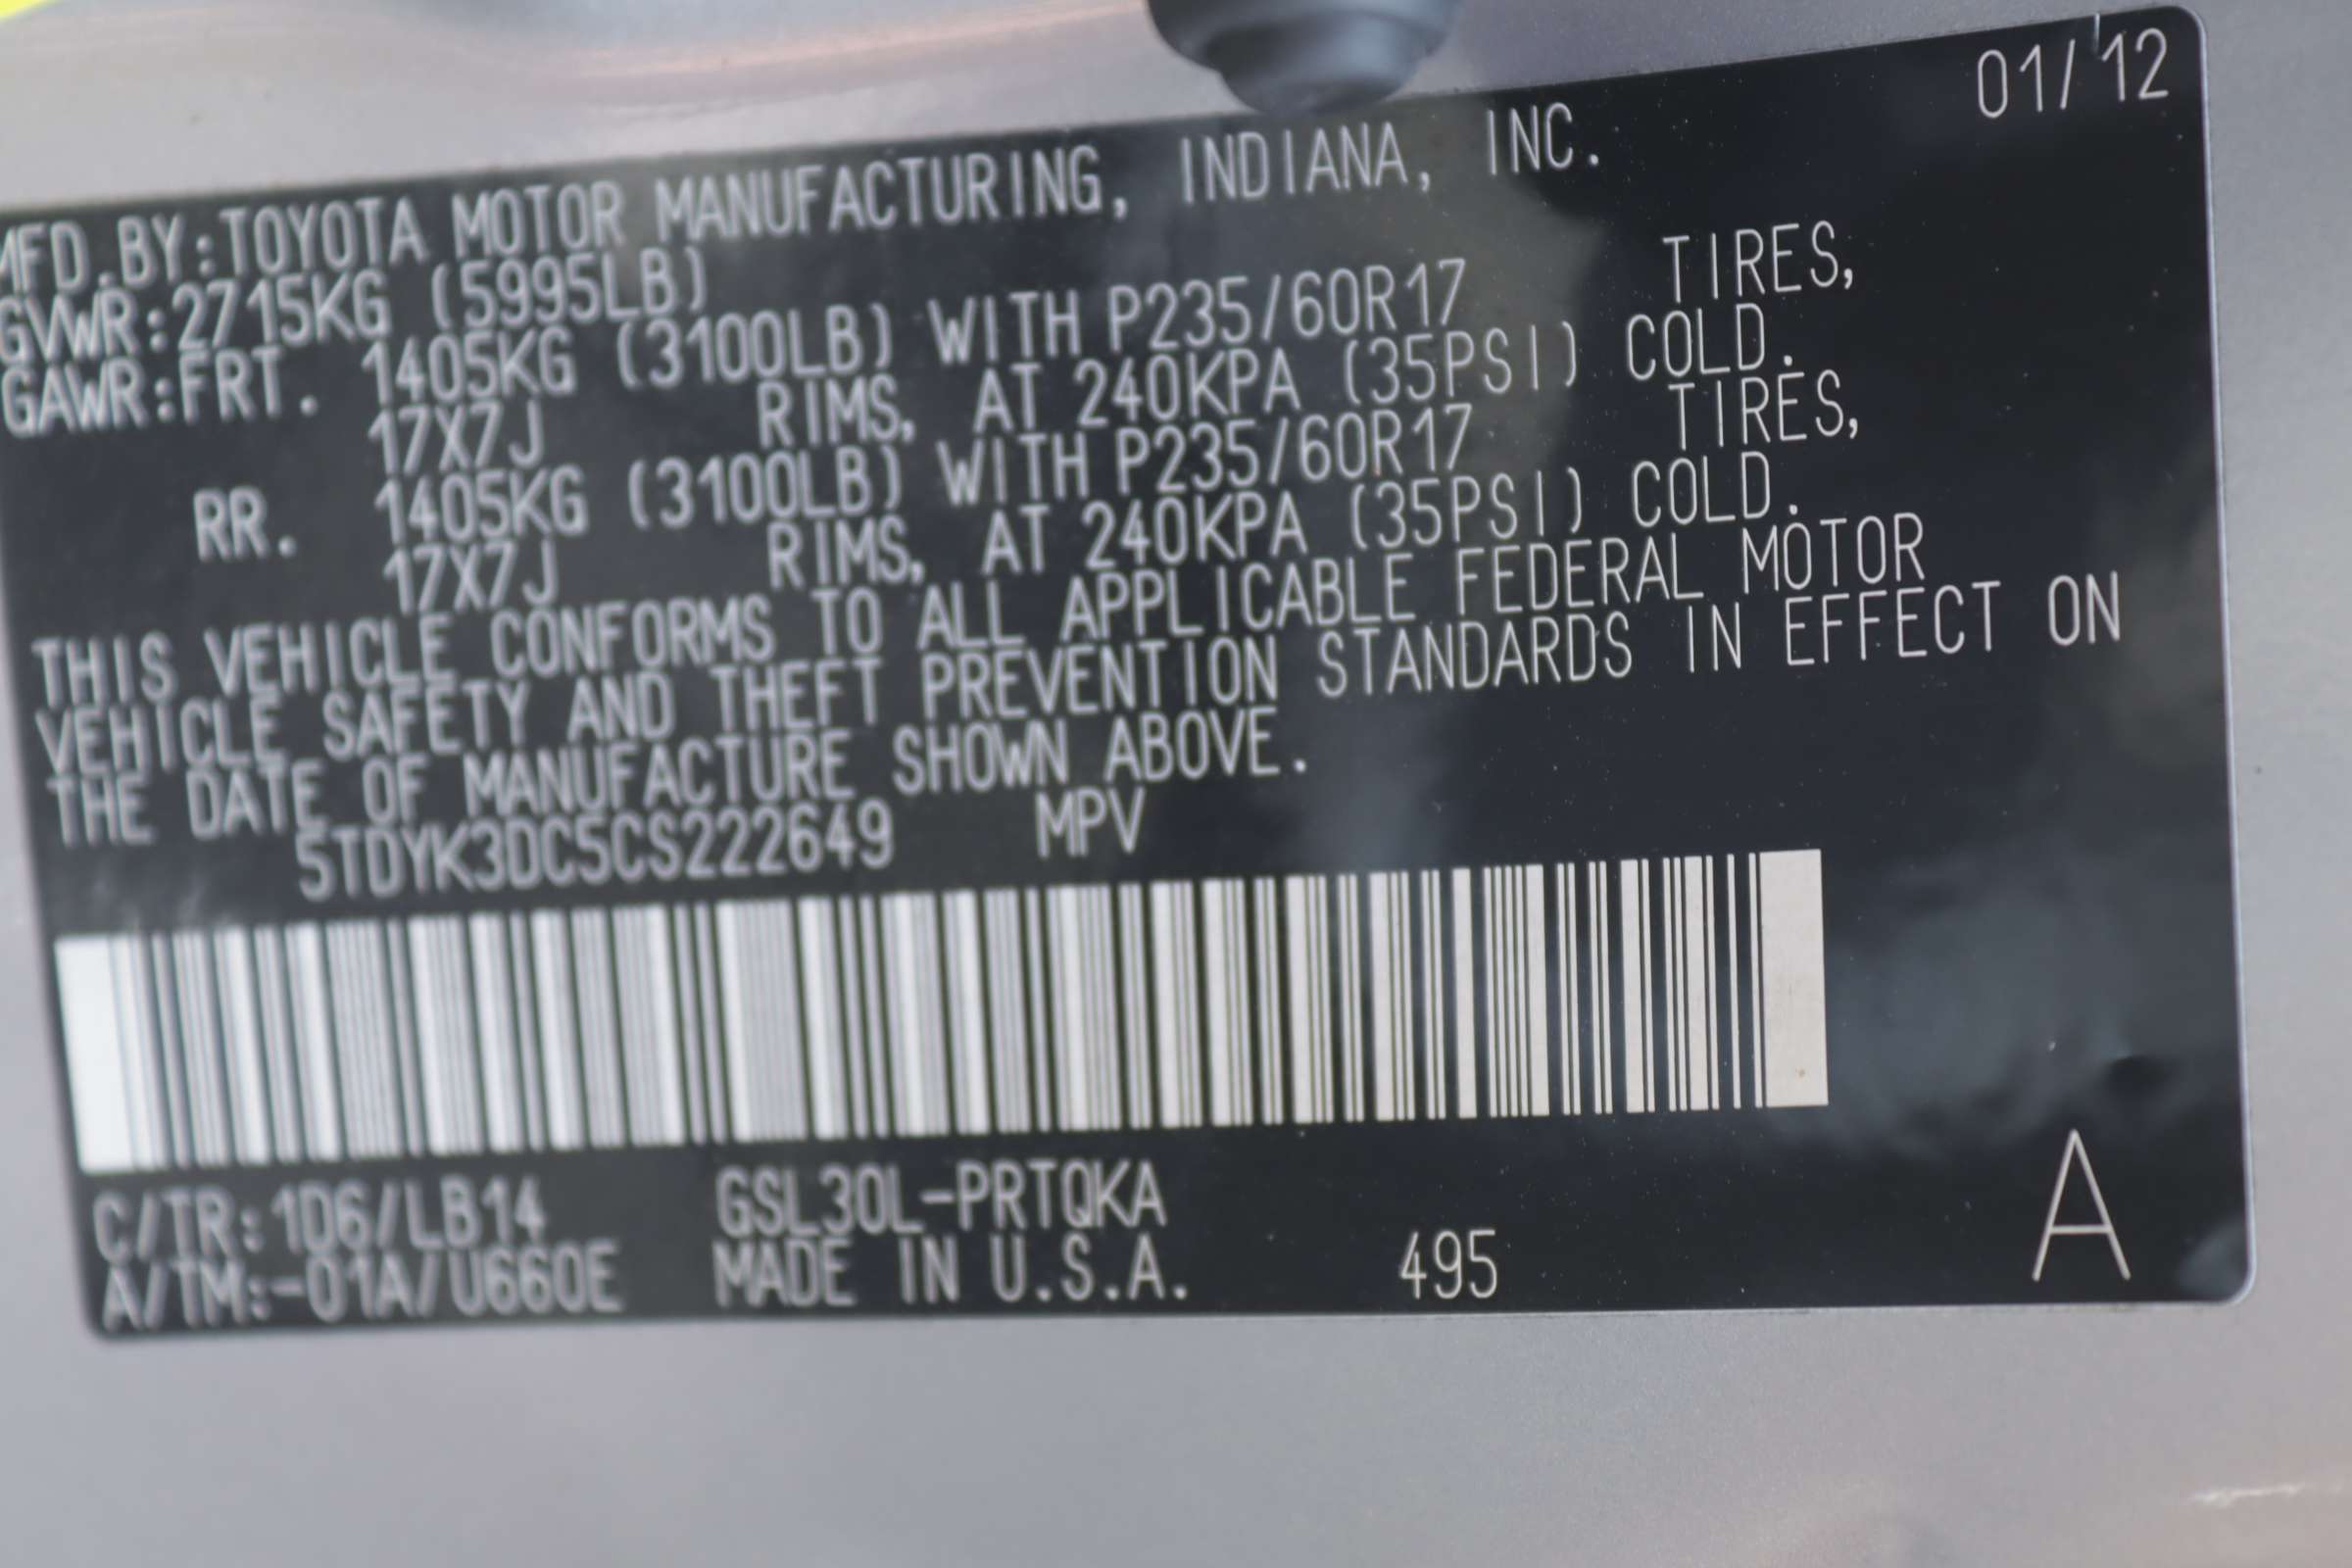 01/12
MFD.BY:TOYOTA MOTOR MANUFACTURING, INDIANA, INC.
GVWR:2715KG (5995LB)
GAWR:FRT. 1405KG (3100LB) WITH P235/60R17 TIRES,
17X7J RIMS, AT 240KPA (35PSI) COLD.
RR. 1405KG (3100LB) WITH P235/60R17 TIRES,
17X7J RIMS, AT 240KPA (35PSI) COLD.
THIS VEHICLE CONFORMS TO ALL APPLICABLE FEDERAL MOTOR
VEHICLE SAFETY AND THEFT PREVENTION STANDARDS IN EFFECT ON
THE DATE OF MANUFACTURE SHOWN ABOVE.
5TDYK3DC5CS222649 MPV
C/TR:1D6/LB14 GSL30L-PRTQKA
A/TM:-01A/U660E MADE IN U.S.A. 495 A